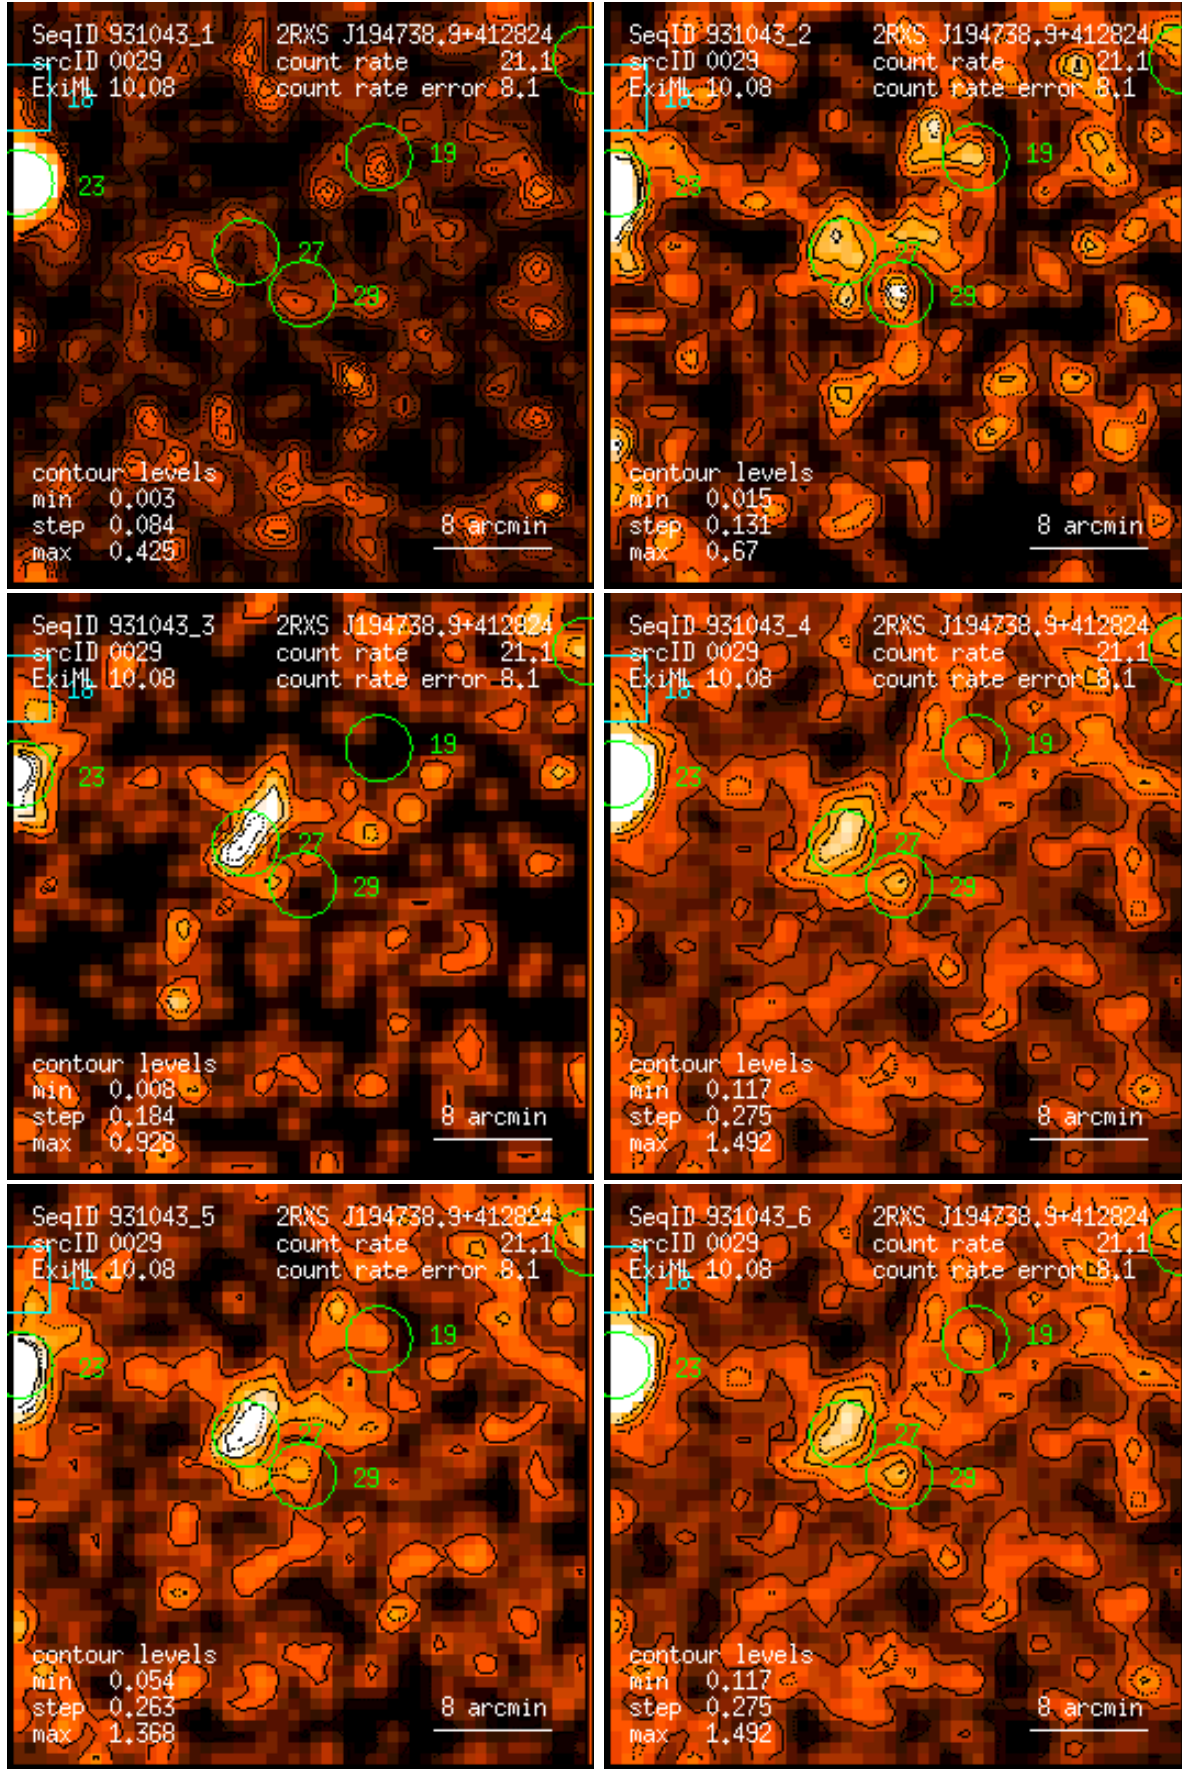 SeqID 931043_1 2RXS J194738.9+412824
srcID 0029 count rate 21.1
ExiML 10.08 count rate error 8.1
18
19
23
27
29
contour levels
min 0.003
step 0.084 8 arcmin
max 0.425
SeqID 931043_2 2RXS J194738.9+412824
srcID 0029 count rate 21.1
ExiML 10.08 count rate error 8.1
18
19
23
27
29
contour levels
min 0.015
step 0.131 8 arcmin
max 0.67
SeqID 931043_3 2RXS J194738.9+412824
srcID 0029 count rate 21.1
ExiML 10.08 count rate error 8.1
18
19
23
27
29
contour levels
min 0.008
step 0.184 8 arcmin
max 0.928
SeqID 931043_4 2RXS J194738.9+412824
srcID 0029 count rate 21.1
ExiML 10.08 count rate error 8.1
18
19
23
27
29
contour levels
min 0.117
step 0.275 8 arcmin
max 1.492
SeqID 931043_5 2RXS J194738.9+412824
srcID 0029 count rate 21.1
ExiML 10.08 count rate error 8.1
18
19
23
27
29
contour levels
min 0.054
step 0.263 8 arcmin
max 1.368
SeqID 931043_6 2RXS J194738.9+412824
srcID 0029 count rate 21.1
ExiML 10.08 count rate error 8.1
18
19
23
27
29
contour levels
min 0.117
step 0.275 8 arcmin
max 1.492